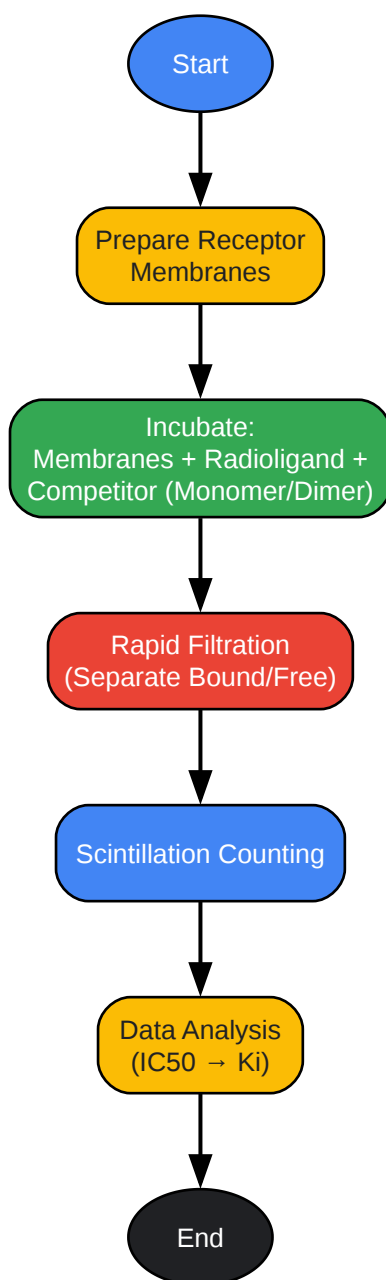 Start
Prepare Receptor
Membranes
Incubate:
Membranes + Radioligand +
Competitor (Monomer/Dimer)
Rapid Filtration
(Separate Bound/Free)
Scintillation Counting
Data Analysis
(IC50 → Ki)
End